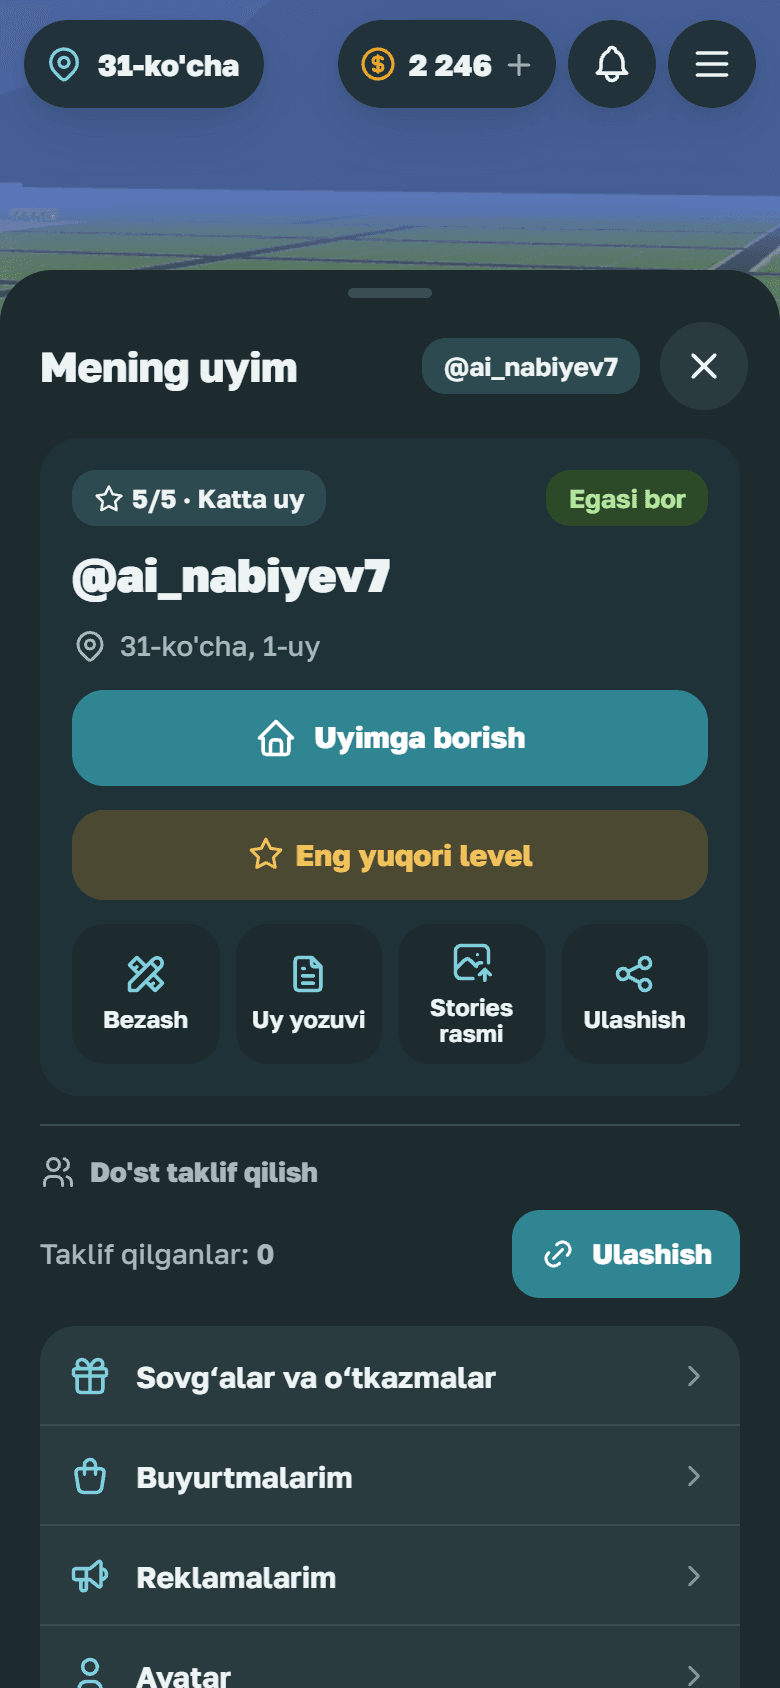 31-ko'cha
2 246
Mening uyim
@ai_nabiyev7
5/5 · Katta uy
Egasi bor
@ai_nabiyev7
31-ko'cha, 1-uy
Uyimga borish
Eng yuqori level
Bezash
Uy yozuvi
Stories
rasmi
Ulashish
Do'st taklif qilish
Taklif qilganlar: 0
Ulashish
Sovg‘alar va o‘tkazmalar
Buyurtmalarim
Reklamalarim
Avatar